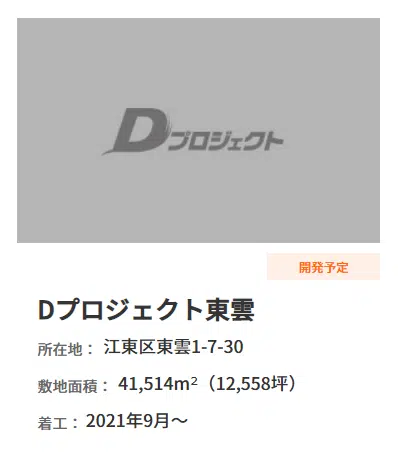 Dプロジェクト
開発予定
Dプロジェクト東雲
所在地： 江東区東雲1-7-30
敷地面積： 41,514m²（12,558坪）
着工： 2021年9月～